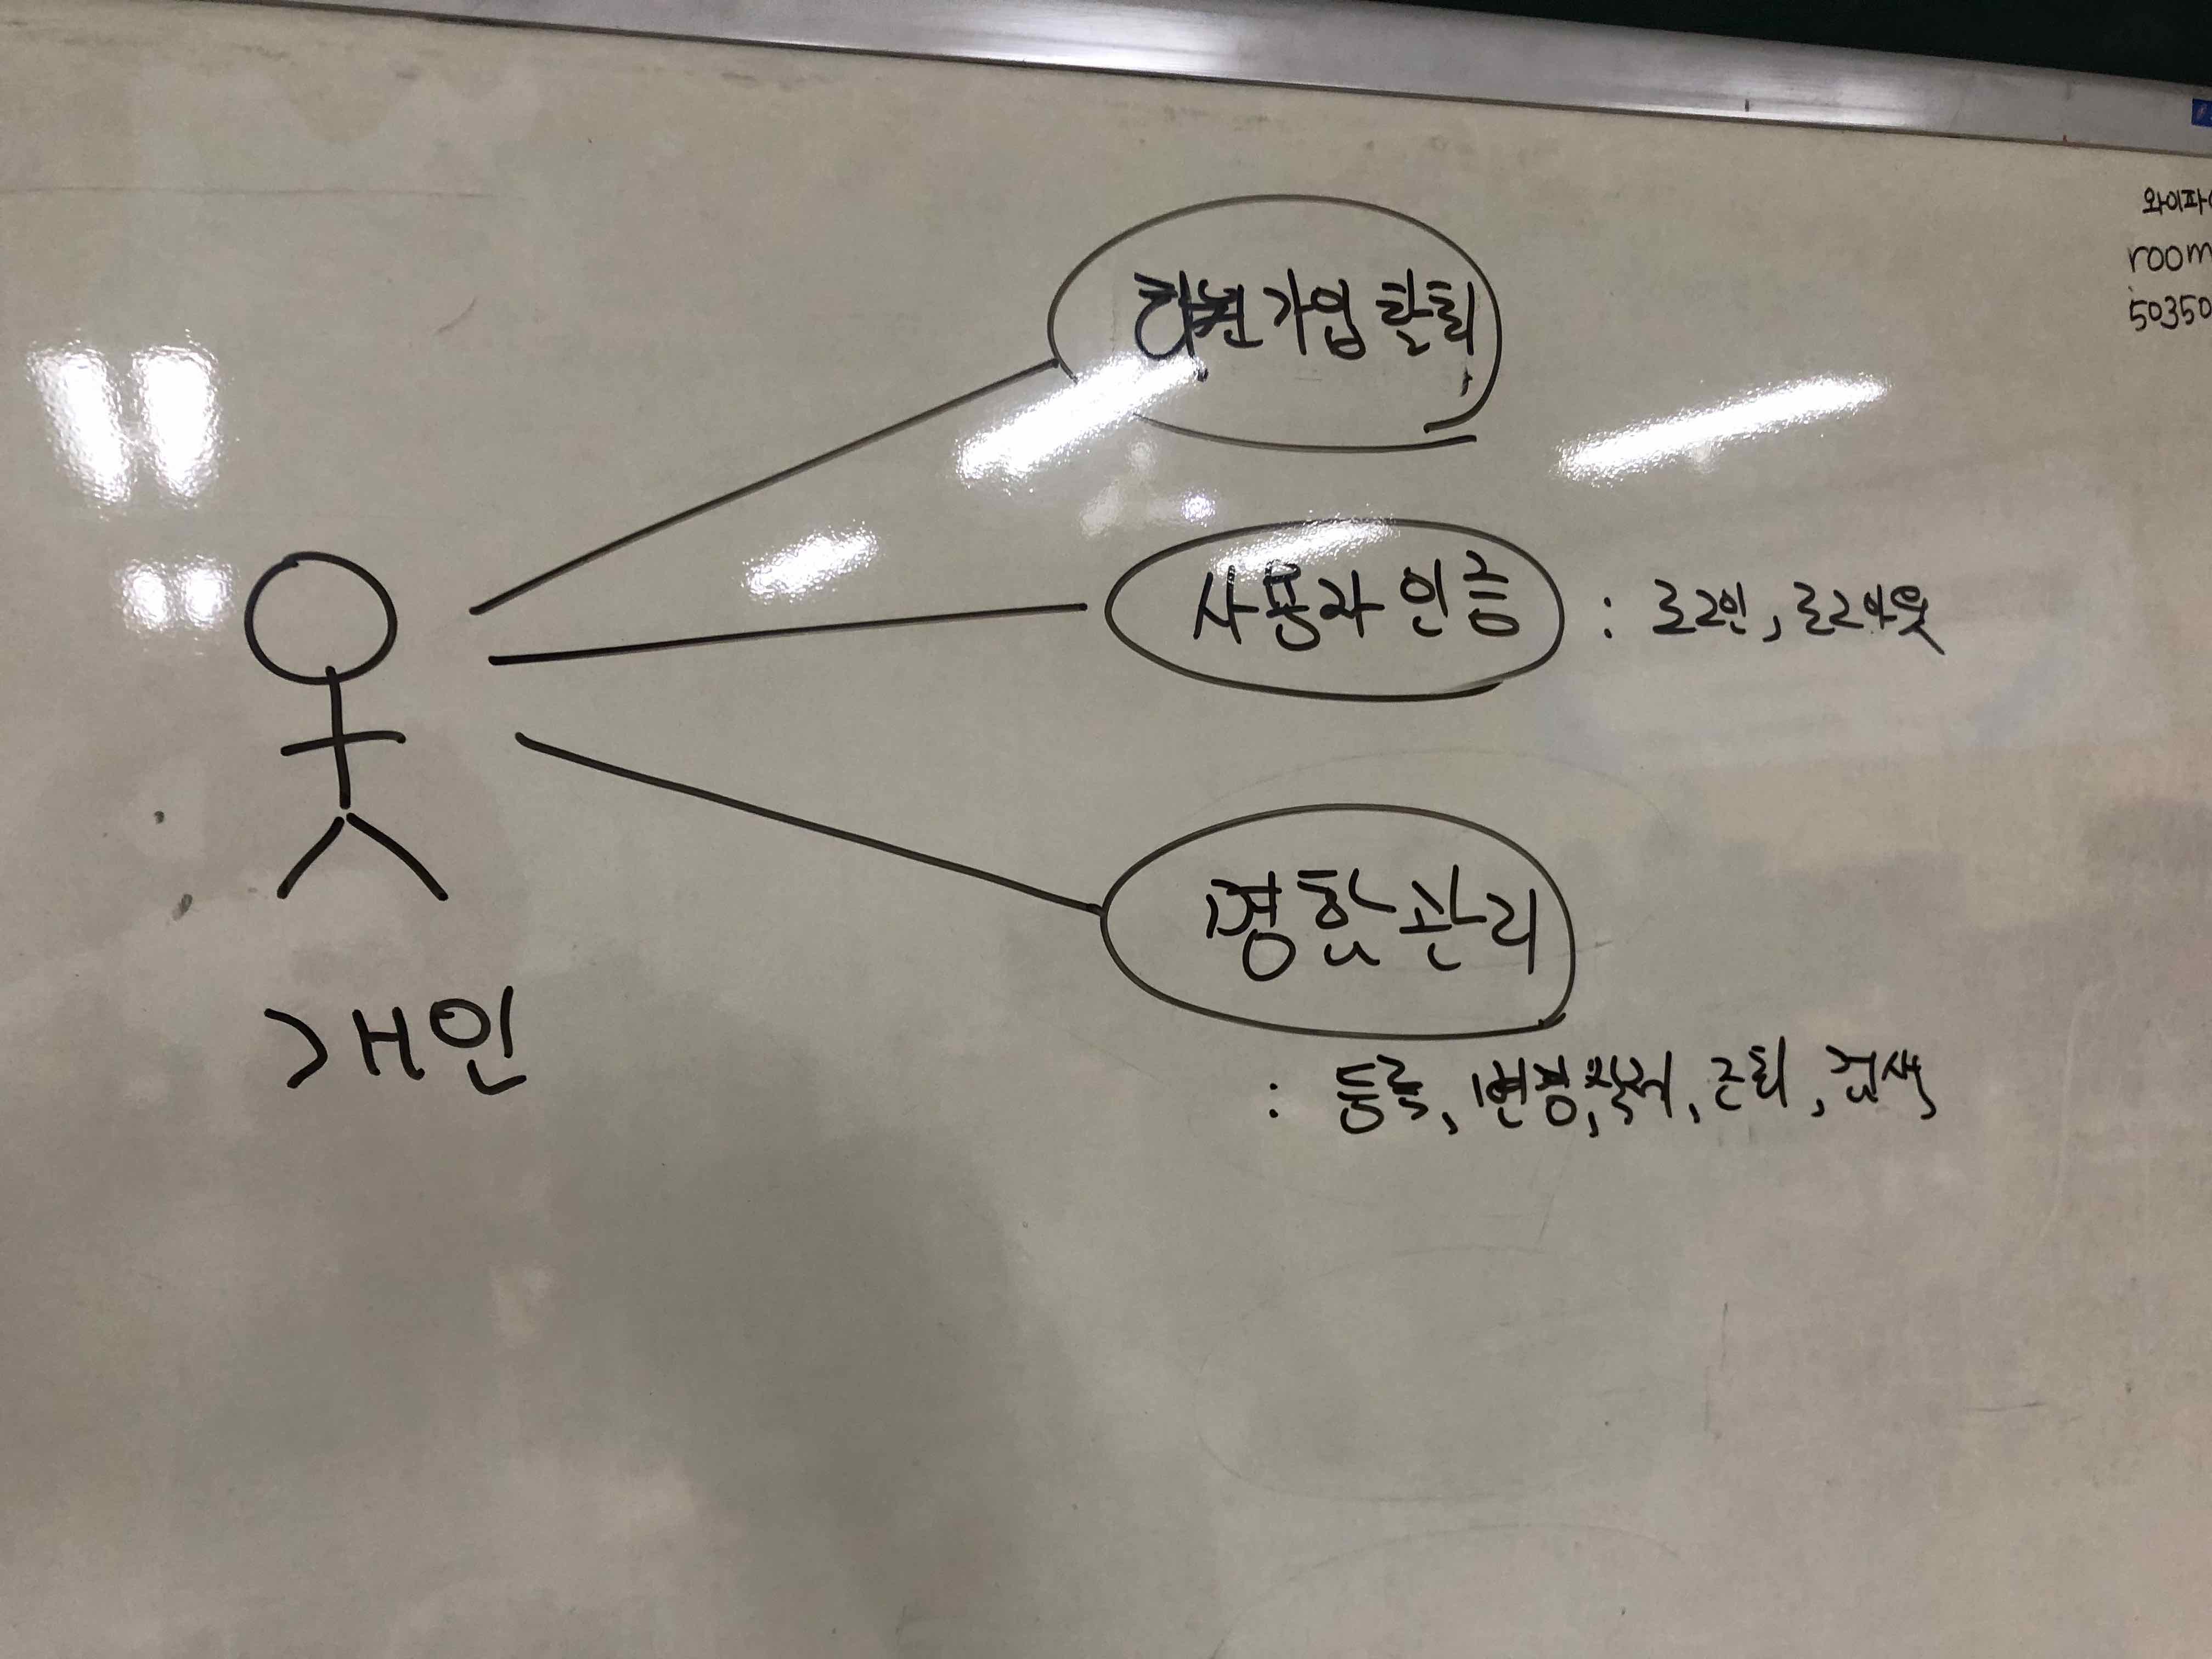 회원가입 탈퇴
사용자 인증 : 로그인, 로그아웃
명함관리
: 등록, 변경, 삭제, 조회, 검색
개인
와이파이
room
50350